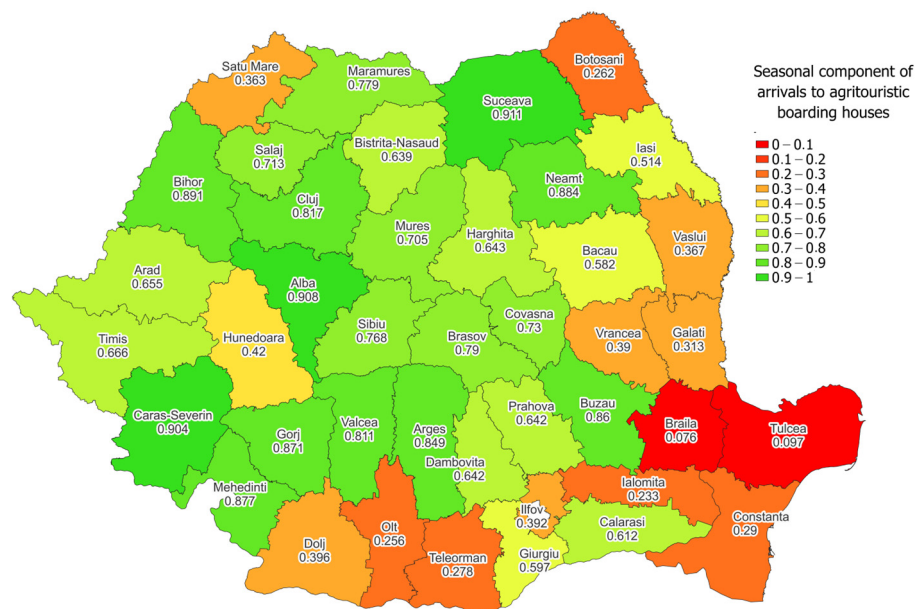 Satu Mare
0.363
Maramures
0.779
Botosani
0.262
Suceava
0.911
Seasonal component of
arrivals to agritouristic
boarding houses
0 – 0.1
0.1 – 0.2
0.2 – 0.3
0.3 – 0.4
0.4 – 0.5
0.5 – 0.6
0.6 – 0.7
0.7 – 0.8
0.8 – 0.9
0.9 – 1
Salaj
0.713
Bistrita-Nasaud
0.639
Iasi
0.514
Bihor
0.891
Cluj
0.817
Neamt
0.884
Mures
0.705
Harghita
0.643
Bacau
0.582
Vaslui
0.367
Arad
0.655
Alba
0.908
Timis
0.666
Hunedoara
0.42
Sibiu
0.768
Brasov
0.79
Covasna
0.73
Vrancea
0.39
Galati
0.313
Caras-Severin
0.904
Gorj
0.871
Valcea
0.811
Arges
0.849
Prahova
0.642
Buzau
0.86
Braila
0.076
Tulcea
0.097
Dambovita
0.642
Mehedinti
0.877
Ialomita
0.233
Ilfov
0.392
Calarasi
0.612
Constanta
0.29
Dolj
0.396
Olt
0.256
Teleorman
0.278
Giurgiu
0.597